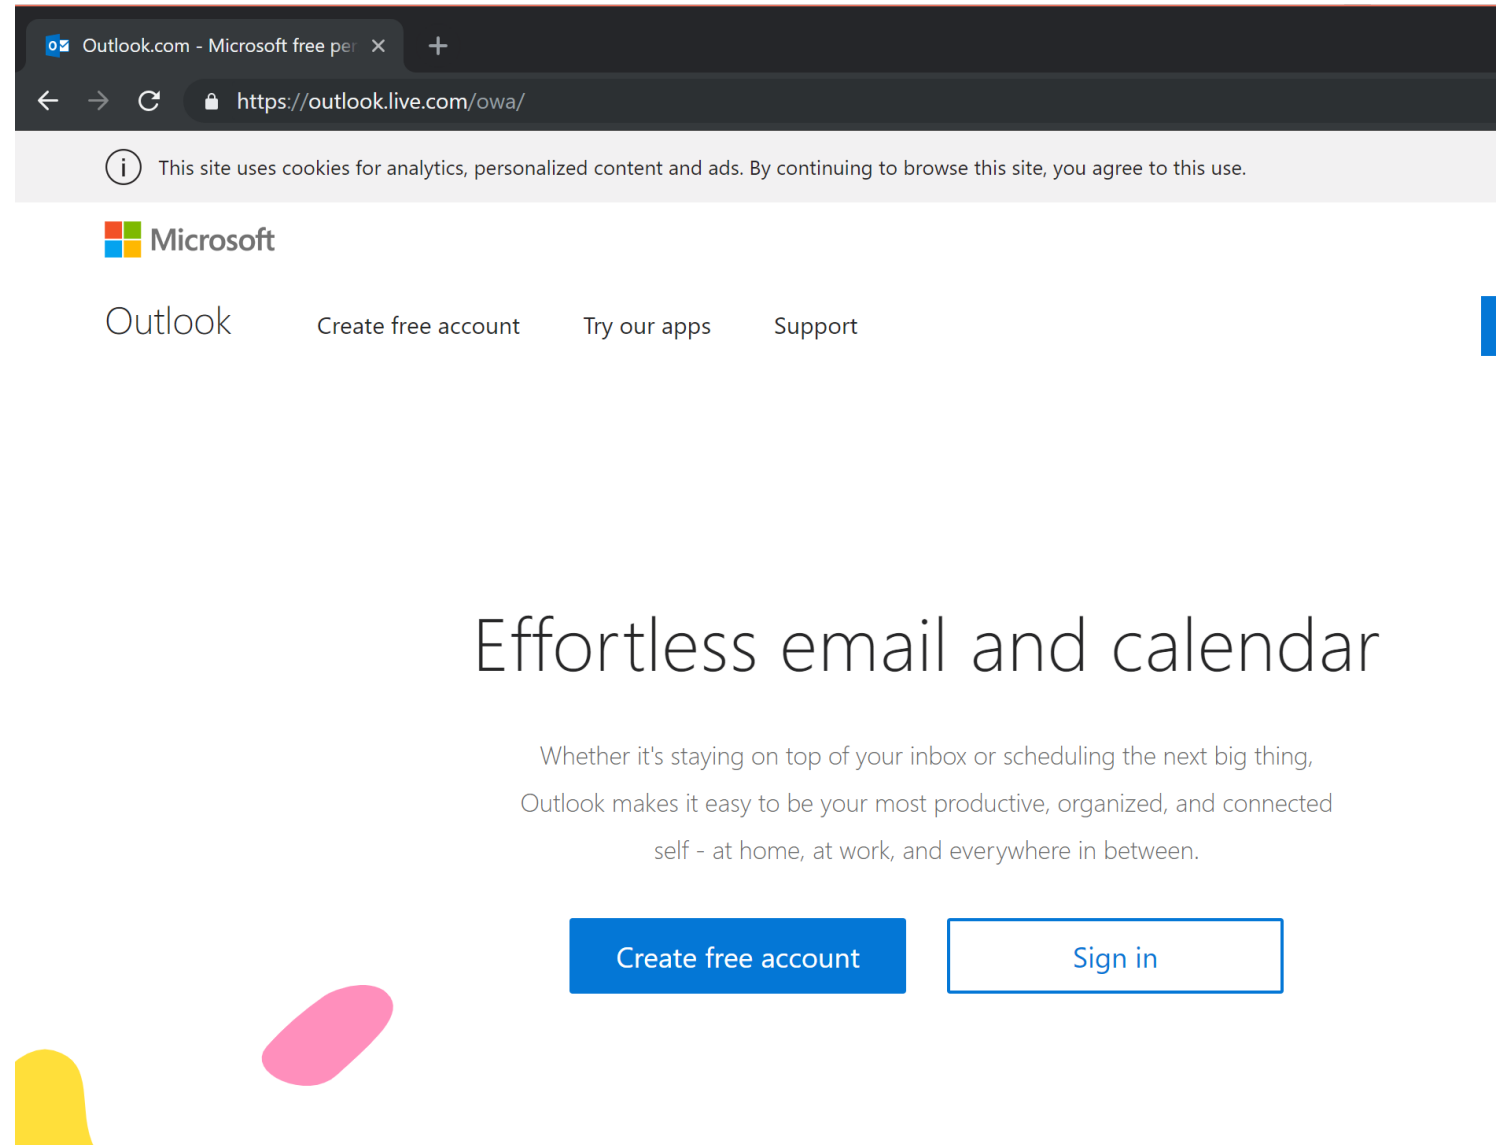 Outlook.com - Microsoft free per
https://outlook.live.com/owa/
This site uses cookies for analytics, personalized content and ads. By continuing to browse this site, you agree to this use.
Microsoft
Outlook Create free account Try our apps Support
Effortless email and calendar
Whether it's staying on top of your inbox or scheduling the next big thing,
Outlook makes it easy to be your most productive, organized, and connected
self - at home, at work, and everywhere in between.
Create free account Sign in